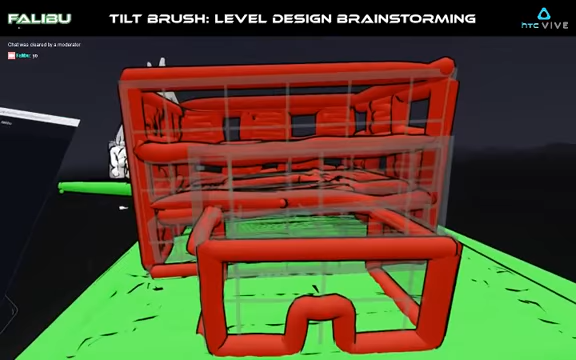 FALIBU
TILT BRUSH: LEVEL DESIGN BRAINSTORMING
htc VIVE
Chat was cleared by a moderator
Falibu: yo